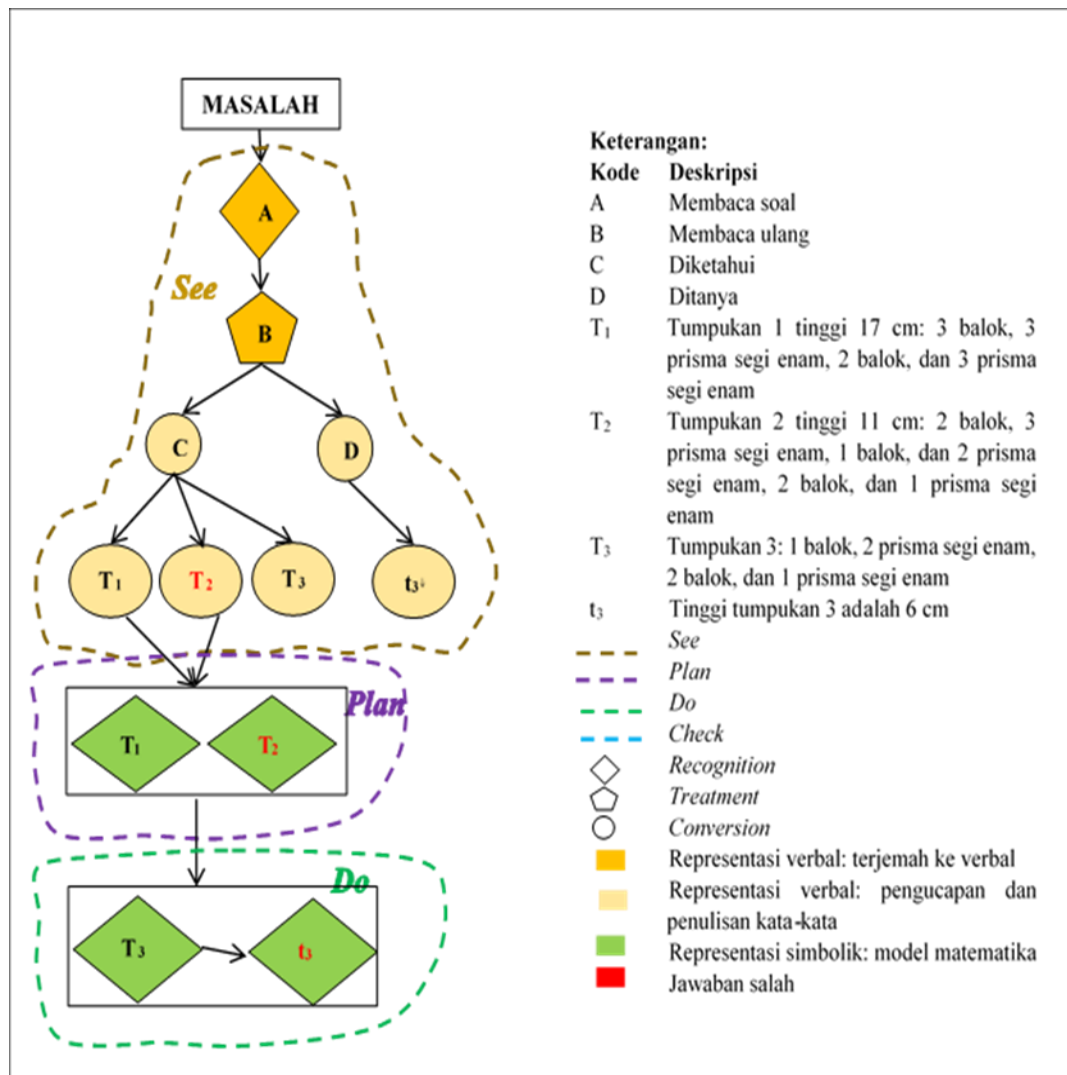 MASALAH
A
See
B
C
D
T₁
T₂
T₃
t₃
Plan
T₁
T₂
Do
T₃
t₃
Keterangan:
Kode Deskripsi
A Membaca soal
B Membaca ulang
C Diketahui
D Ditanya
T₁ Tumpukan 1 tinggi 17 cm: 3 balok, 3
prisma segi enam, 2 balok, dan 3 prisma
segi enam
T₂ Tumpukan 2 tinggi 11 cm: 2 balok, 3
prisma segi enam, 1 balok, dan 2 prisma
segi enam, 2 balok, dan 1 prisma segi
enam
T₃ Tumpukan 3: 1 balok, 2 prisma segi enam,
2 balok, dan 1 prisma segi enam
t₃ Tinggi tumpukan 3 adalah 6 cm
See
Plan
Do
Check
Recognition
Treatment
Conversion
Representasi verbal: terjemah ke verbal
Representasi verbal: pengucapan dan
penulisan kata-kata
Representasi simbolik: model matematika
Jawaban salah